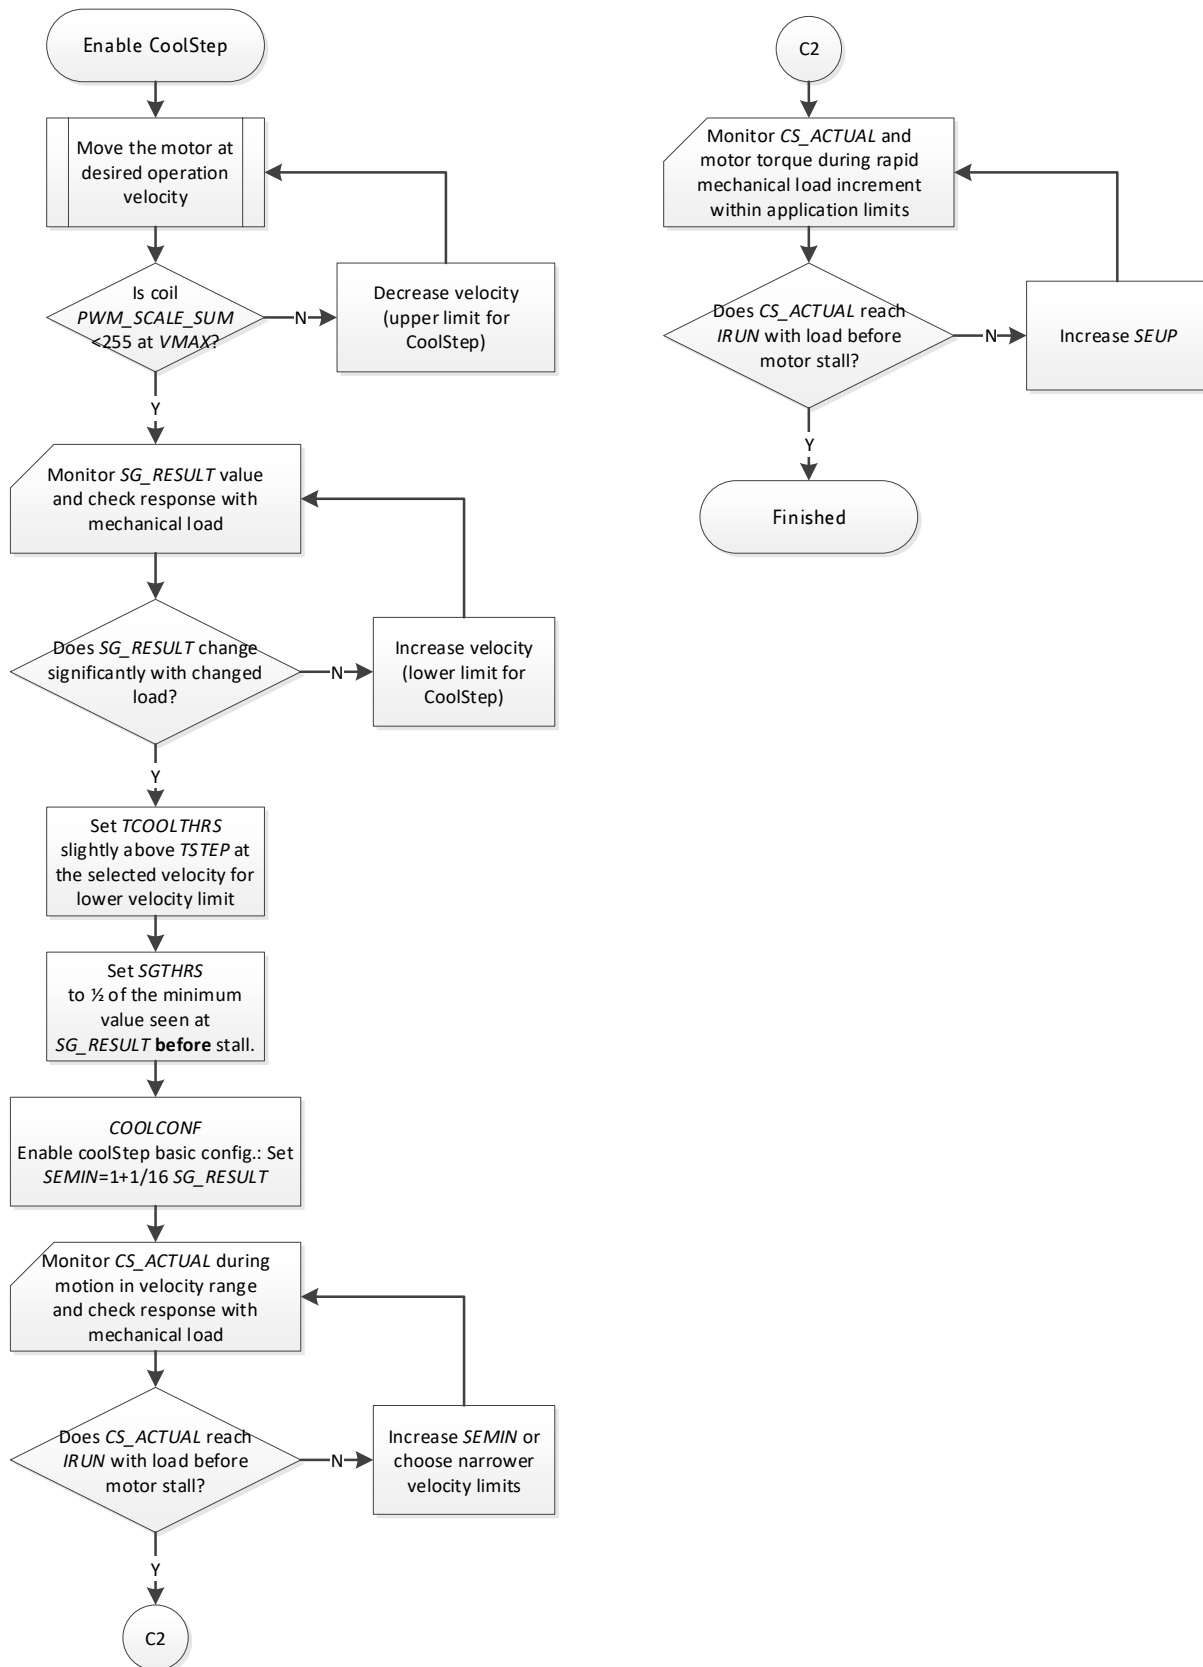 Enable CoolStep
Move the motor at
desired operation
velocity
Is coil
PWM_SCALE_SUM
<255 at VMAX?
N
Decrease velocity
(upper limit for
CoolStep)
Y
Monitor SG_RESULT value
and check response with
mechanical load
Does SG_RESULT change
significantly with changed
load?
N
Increase velocity
(lower limit for
CoolStep)
Y
Set TCOOLTHRS
slightly above TSTEP at
the selected velocity for
lower velocity limit
Set SGTHRS
to ½ of the minimum
value seen at
SG_RESULT before stall.
COOLCONF
Enable coolStep basic config.: Set
SEMIN=1+1/16 SG_RESULT
Monitor CS_ACTUAL during
motion in velocity range
and check response with
mechanical load
Does CS_ACTUAL reach
IRUN with load before
motor stall?
N
Increase SEMIN or
choose narrower
velocity limits
Y
C2
C2
Monitor CS_ACTUAL and
motor torque during rapid
mechanical load increment
within application limits
Does CS_ACTUAL reach
IRUN with load before
motor stall?
N
Increase SEUP
Y
Finished